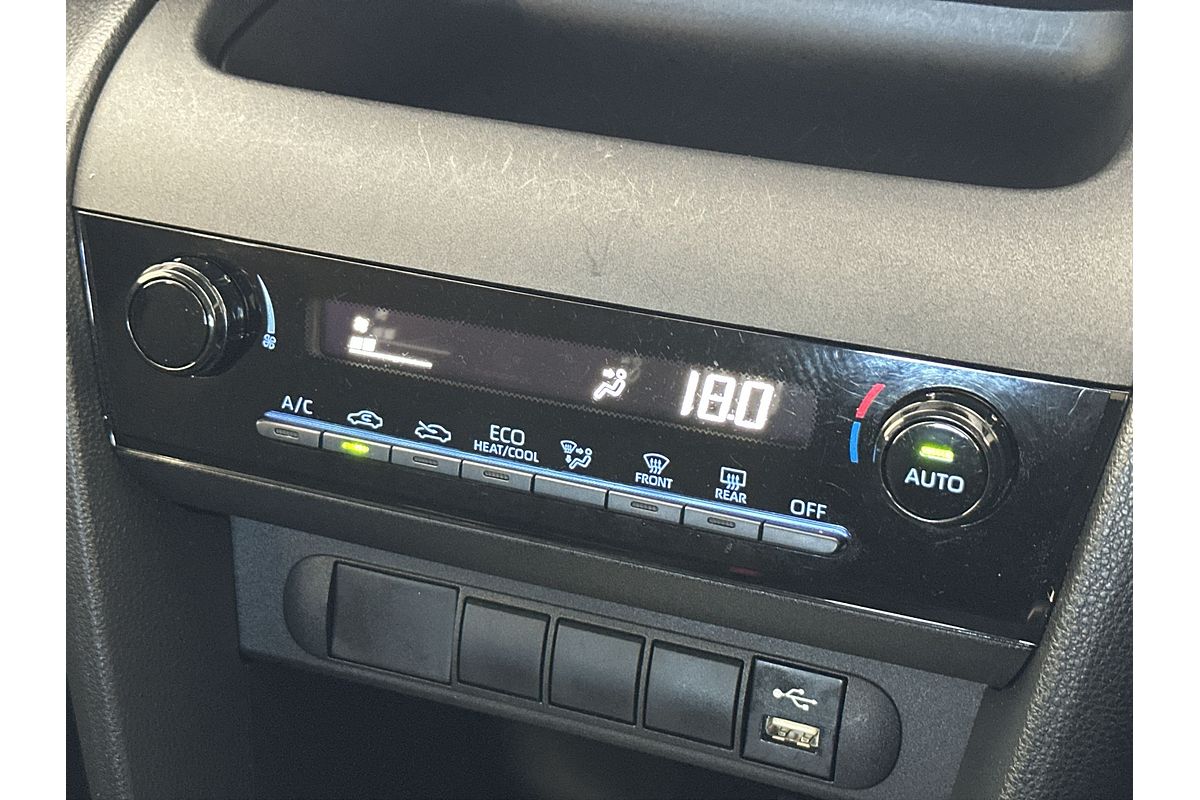 18.0
A/C
ECO
HEAT/COOL
FRONT
REAR
OFF
AUTO